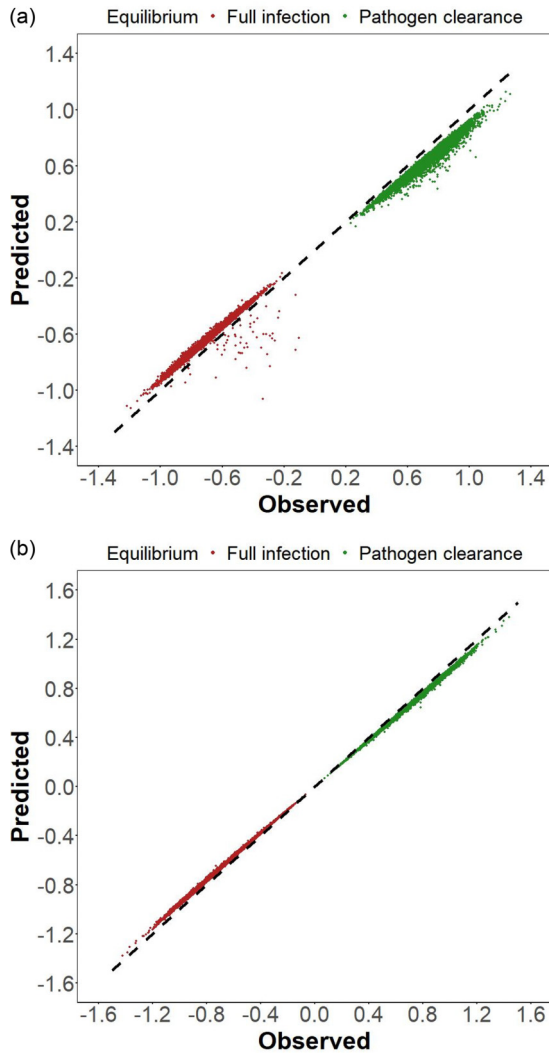 (a)
Equilibrium • Full infection • Pathogen clearance
1.4
1.0
0.6
0.2
-0.2
-0.6
-1.0
-1.4
Predicted
-1.4 -1.0 -0.6 -0.2 0.2 0.6 1.0 1.4
Observed
(b)
Equilibrium • Full infection • Pathogen clearance
1.6
1.2
0.8
0.4
0.0
-0.4
-0.8
-1.2
-1.6
Predicted
-1.6 -1.2 -0.8 -0.4 0.0 0.4 0.8 1.2 1.6
Observed